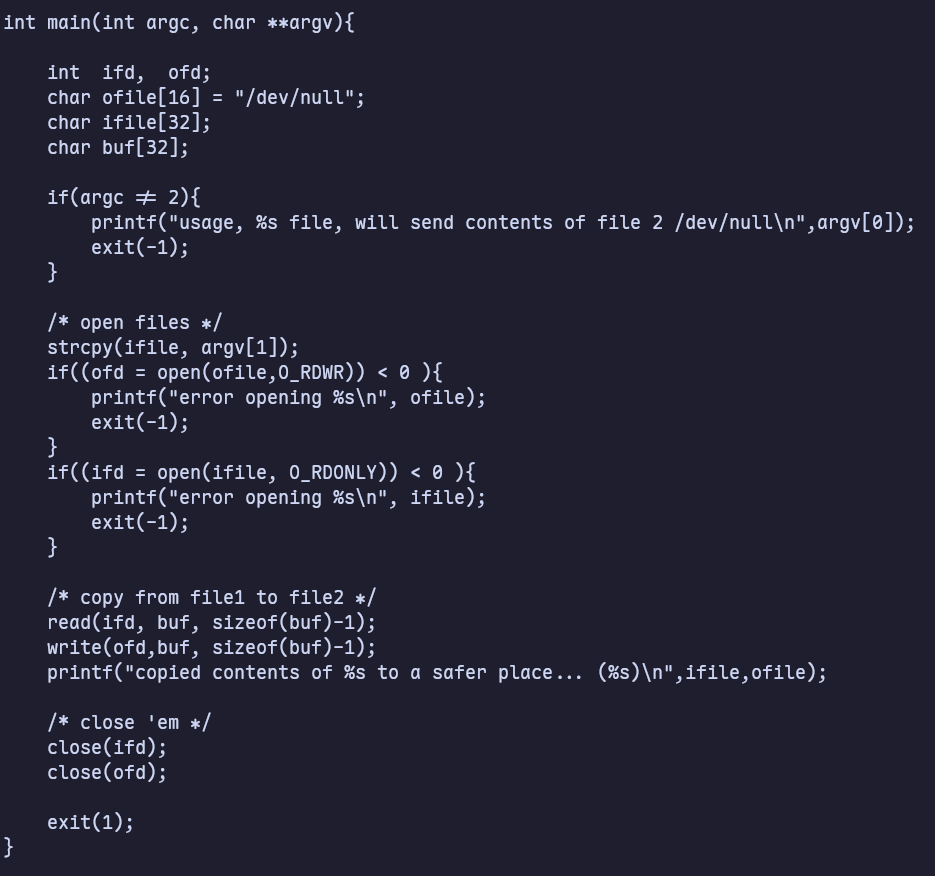 int main(int argc, char **argv){
    int  ifd,  ofd;
    char ofile[16] = "/dev/null";
    char ifile[32];
    char buf[32];
    if(argc != 2){
        printf("usage, %s file, will send contents of file 2 /dev/null\n",argv[0]);
        exit(-1);
    }
    /* open files */
    strcpy(ifile, argv[1]);
    if((ofd = open(ofile,O_RDWR)) < 0 ){
        printf("error opening %s\n", ofile);
        exit(-1);
    }
    if((ifd = open(ifile, O_RDONLY)) < 0 ){
        printf("error opening %s\n", ifile);
        exit(-1);
    }
    /* copy from file1 to file2 */
    read(ifd, buf, sizeof(buf)-1);
    write(ofd,buf, sizeof(buf)-1);
    printf("copied contents of %s to a safer place... (%s)\n",ifile,ofile);
    /* close 'em */
    close(ifd);
    close(ofd);
    exit(1);
}